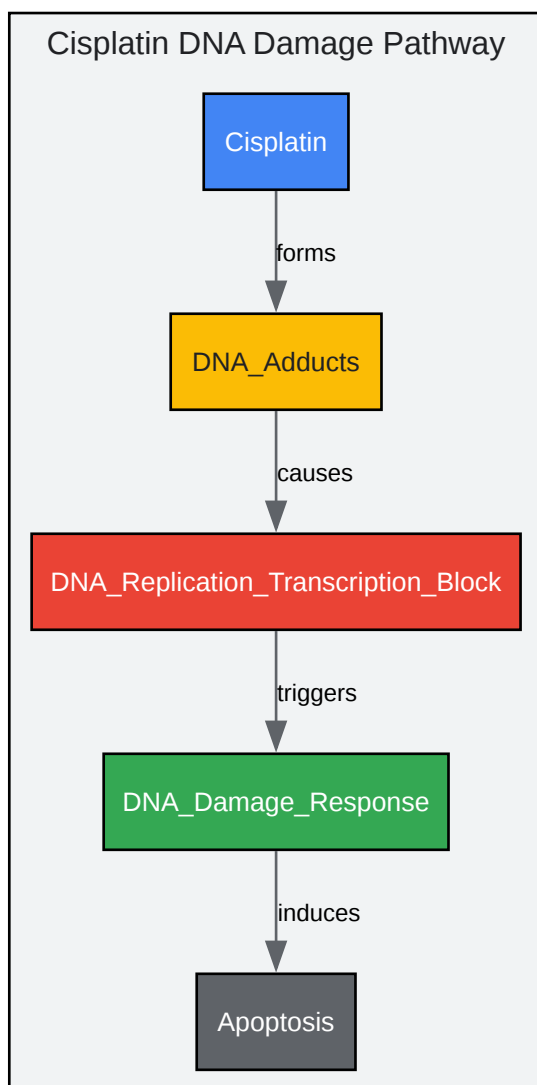 Cisplatin DNA Damage Pathway
Cisplatin
forms
DNA_Adducts
causes
DNA_Replication_Transcription_Block
triggers
DNA_Damage_Response
induces
Apoptosis